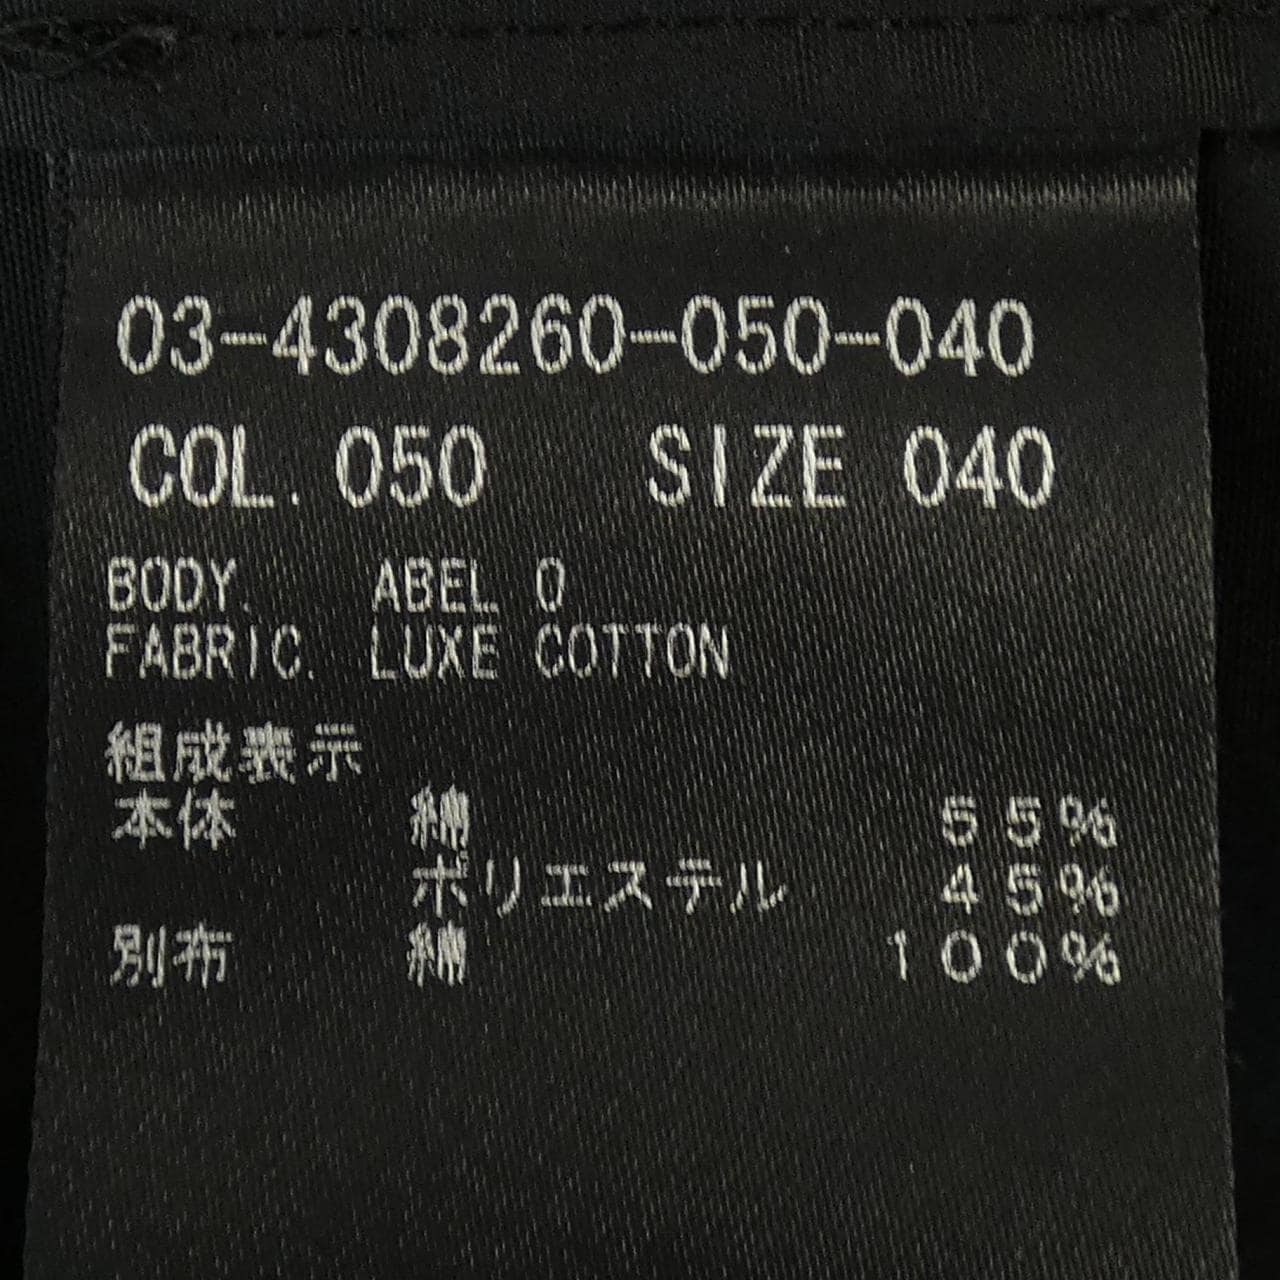 03-4308260-050-040
COL. 050 SIZE 040
BODY. ABEL O
FABRIC. LUXE COTTON
組成表示
本体 綿 55%
ポリエステル 45%
別布 綿 100%